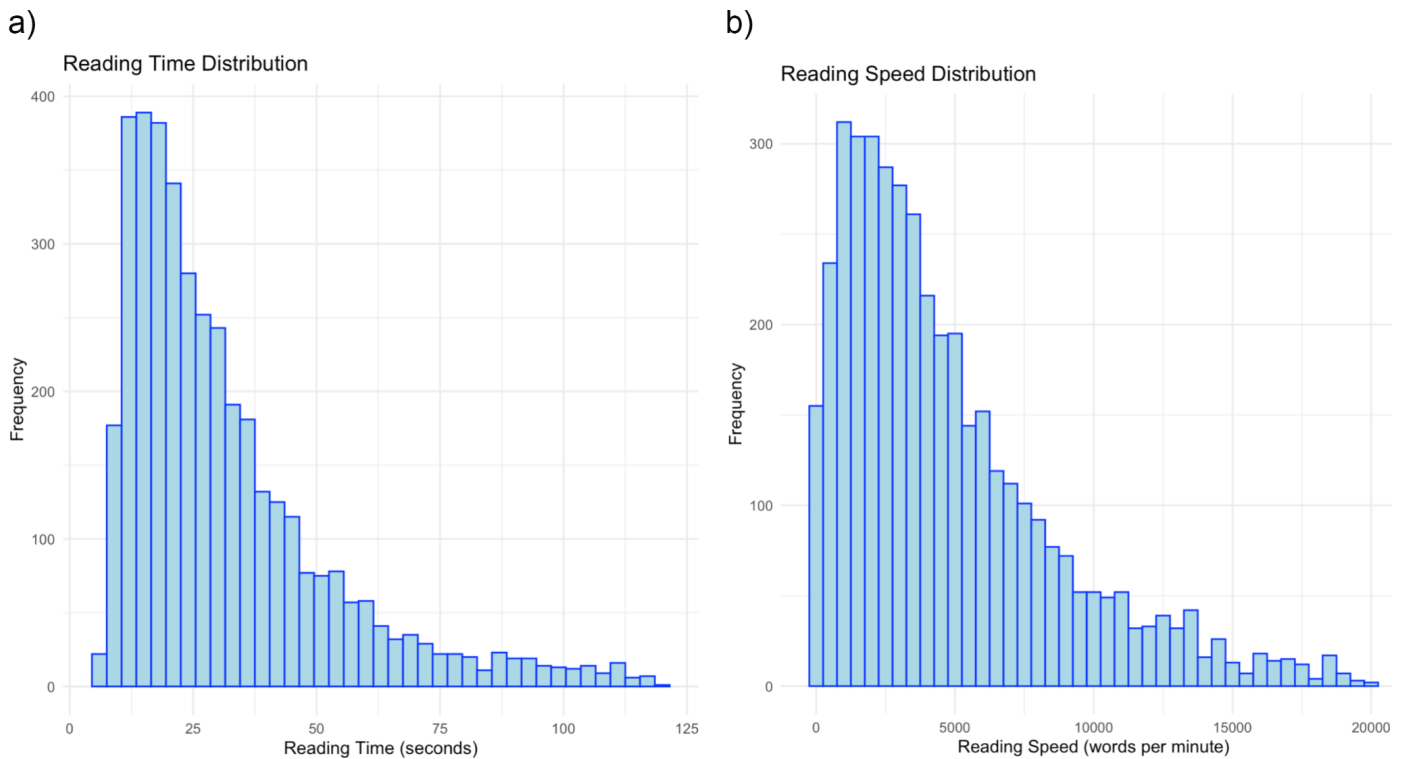 a)
Reading Time Distribution
400
300
200
100
0
Frequency
0 25 50 75 100 125
Reading Time (seconds)
b)
Reading Speed Distribution
300
200
100
0
Frequency
0 5000 10000 15000 20000
Reading Speed (words per minute)